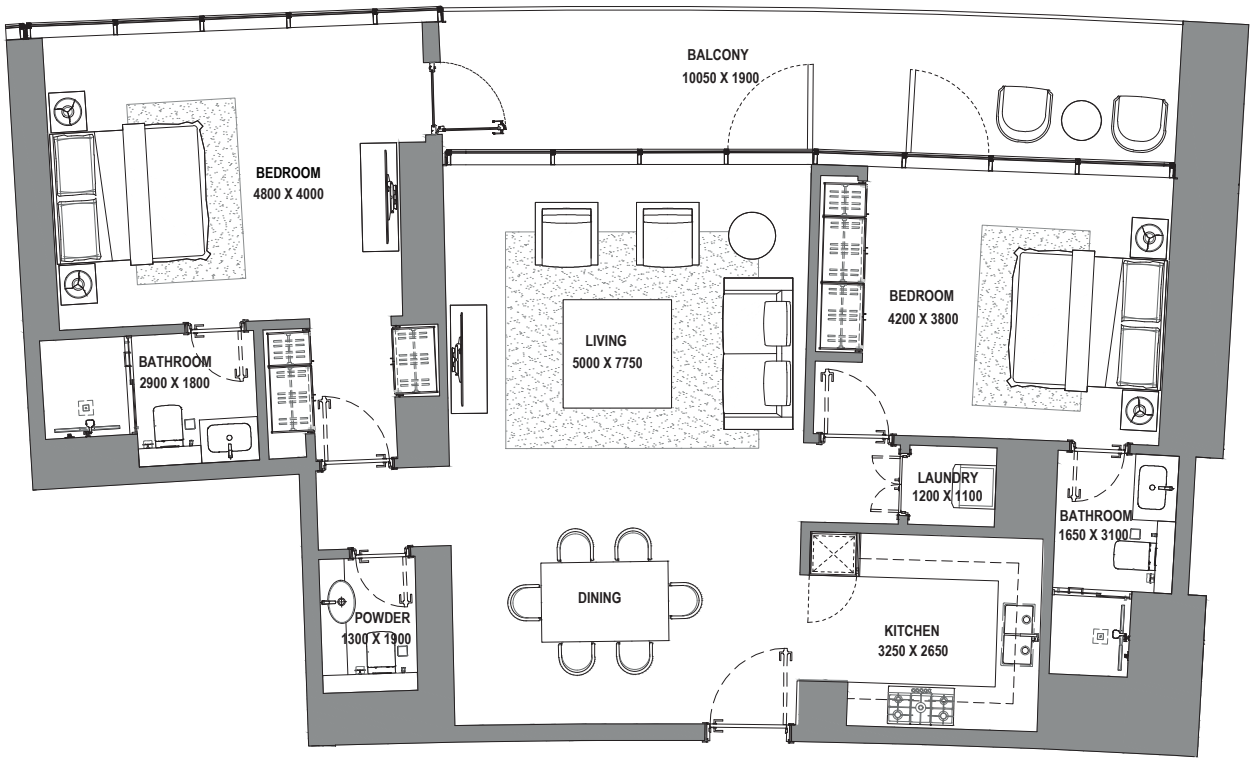 BALCONY
10050 X 1900
BEDROOM
4800 X 4000
BEDROOM
4200 X 3800
LIVING
5000 X 7750
BATHROOM
2900 X 1800
LAUNDRY
1200 X 1100
BATHROOM
1650 X 3100
DINING
POWDER
1300 X 1900
KITCHEN
3250 X 2650